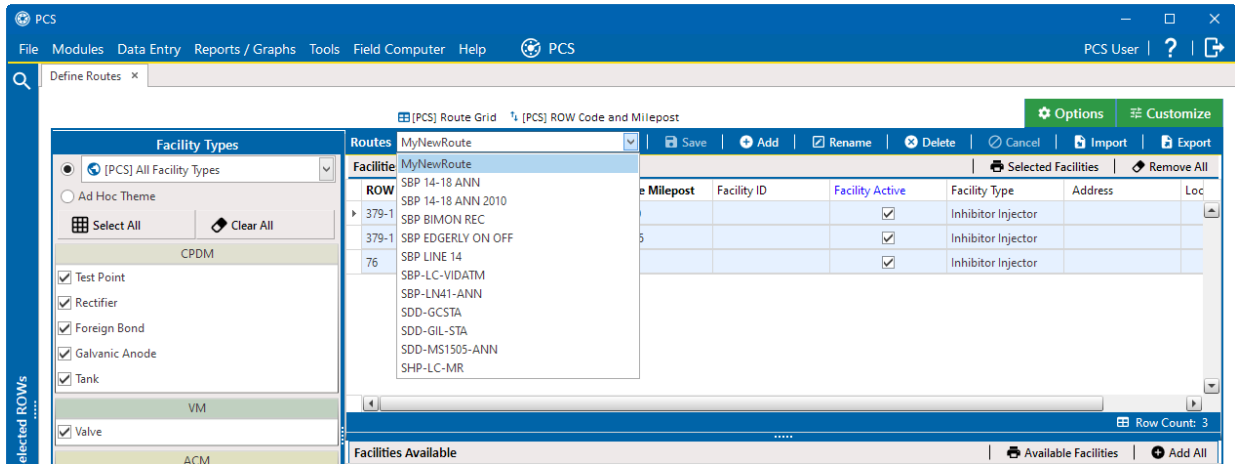 PCS
File Modules Data Entry Reports / Graphs Tools Field Computer Help PCS PCS User ?
Define Routes ×
[PCS] Route Grid [PCS] ROW Code and Milepost Options Customize
Facility Types
[PCS] All Facility Types
Ad Hoc Theme
Select All Clear All
CPDM
Test Point
Rectifier
Foreign Bond
Galvanic Anode
Tank
VM
Valve
ACM
Routes MyNewRoute Save Add Rename Delete Cancel Import Export
Facilitie Selected Facilities Remove All
ROW e Milepost Facility ID Facility Active Facility Type Address Loc
379-1 Inhibitor Injector
379-1 Inhibitor Injector
76 Inhibitor Injector
MyNewRoute
SBP 14-18 ANN
SBP 14-18 ANN 2010
SBP BIMON REC
SBP EDGERLY ON OFF
SBP LINE 14
SBP-LC-VIDATM
SBP-LN41-ANN
SDD-GCSTA
SDD-GIL-STA
SDD-MS1505-ANN
SHP-LC-MR
Row Count: 3
Facilities Available Available Facilities Add All
elected ROWs